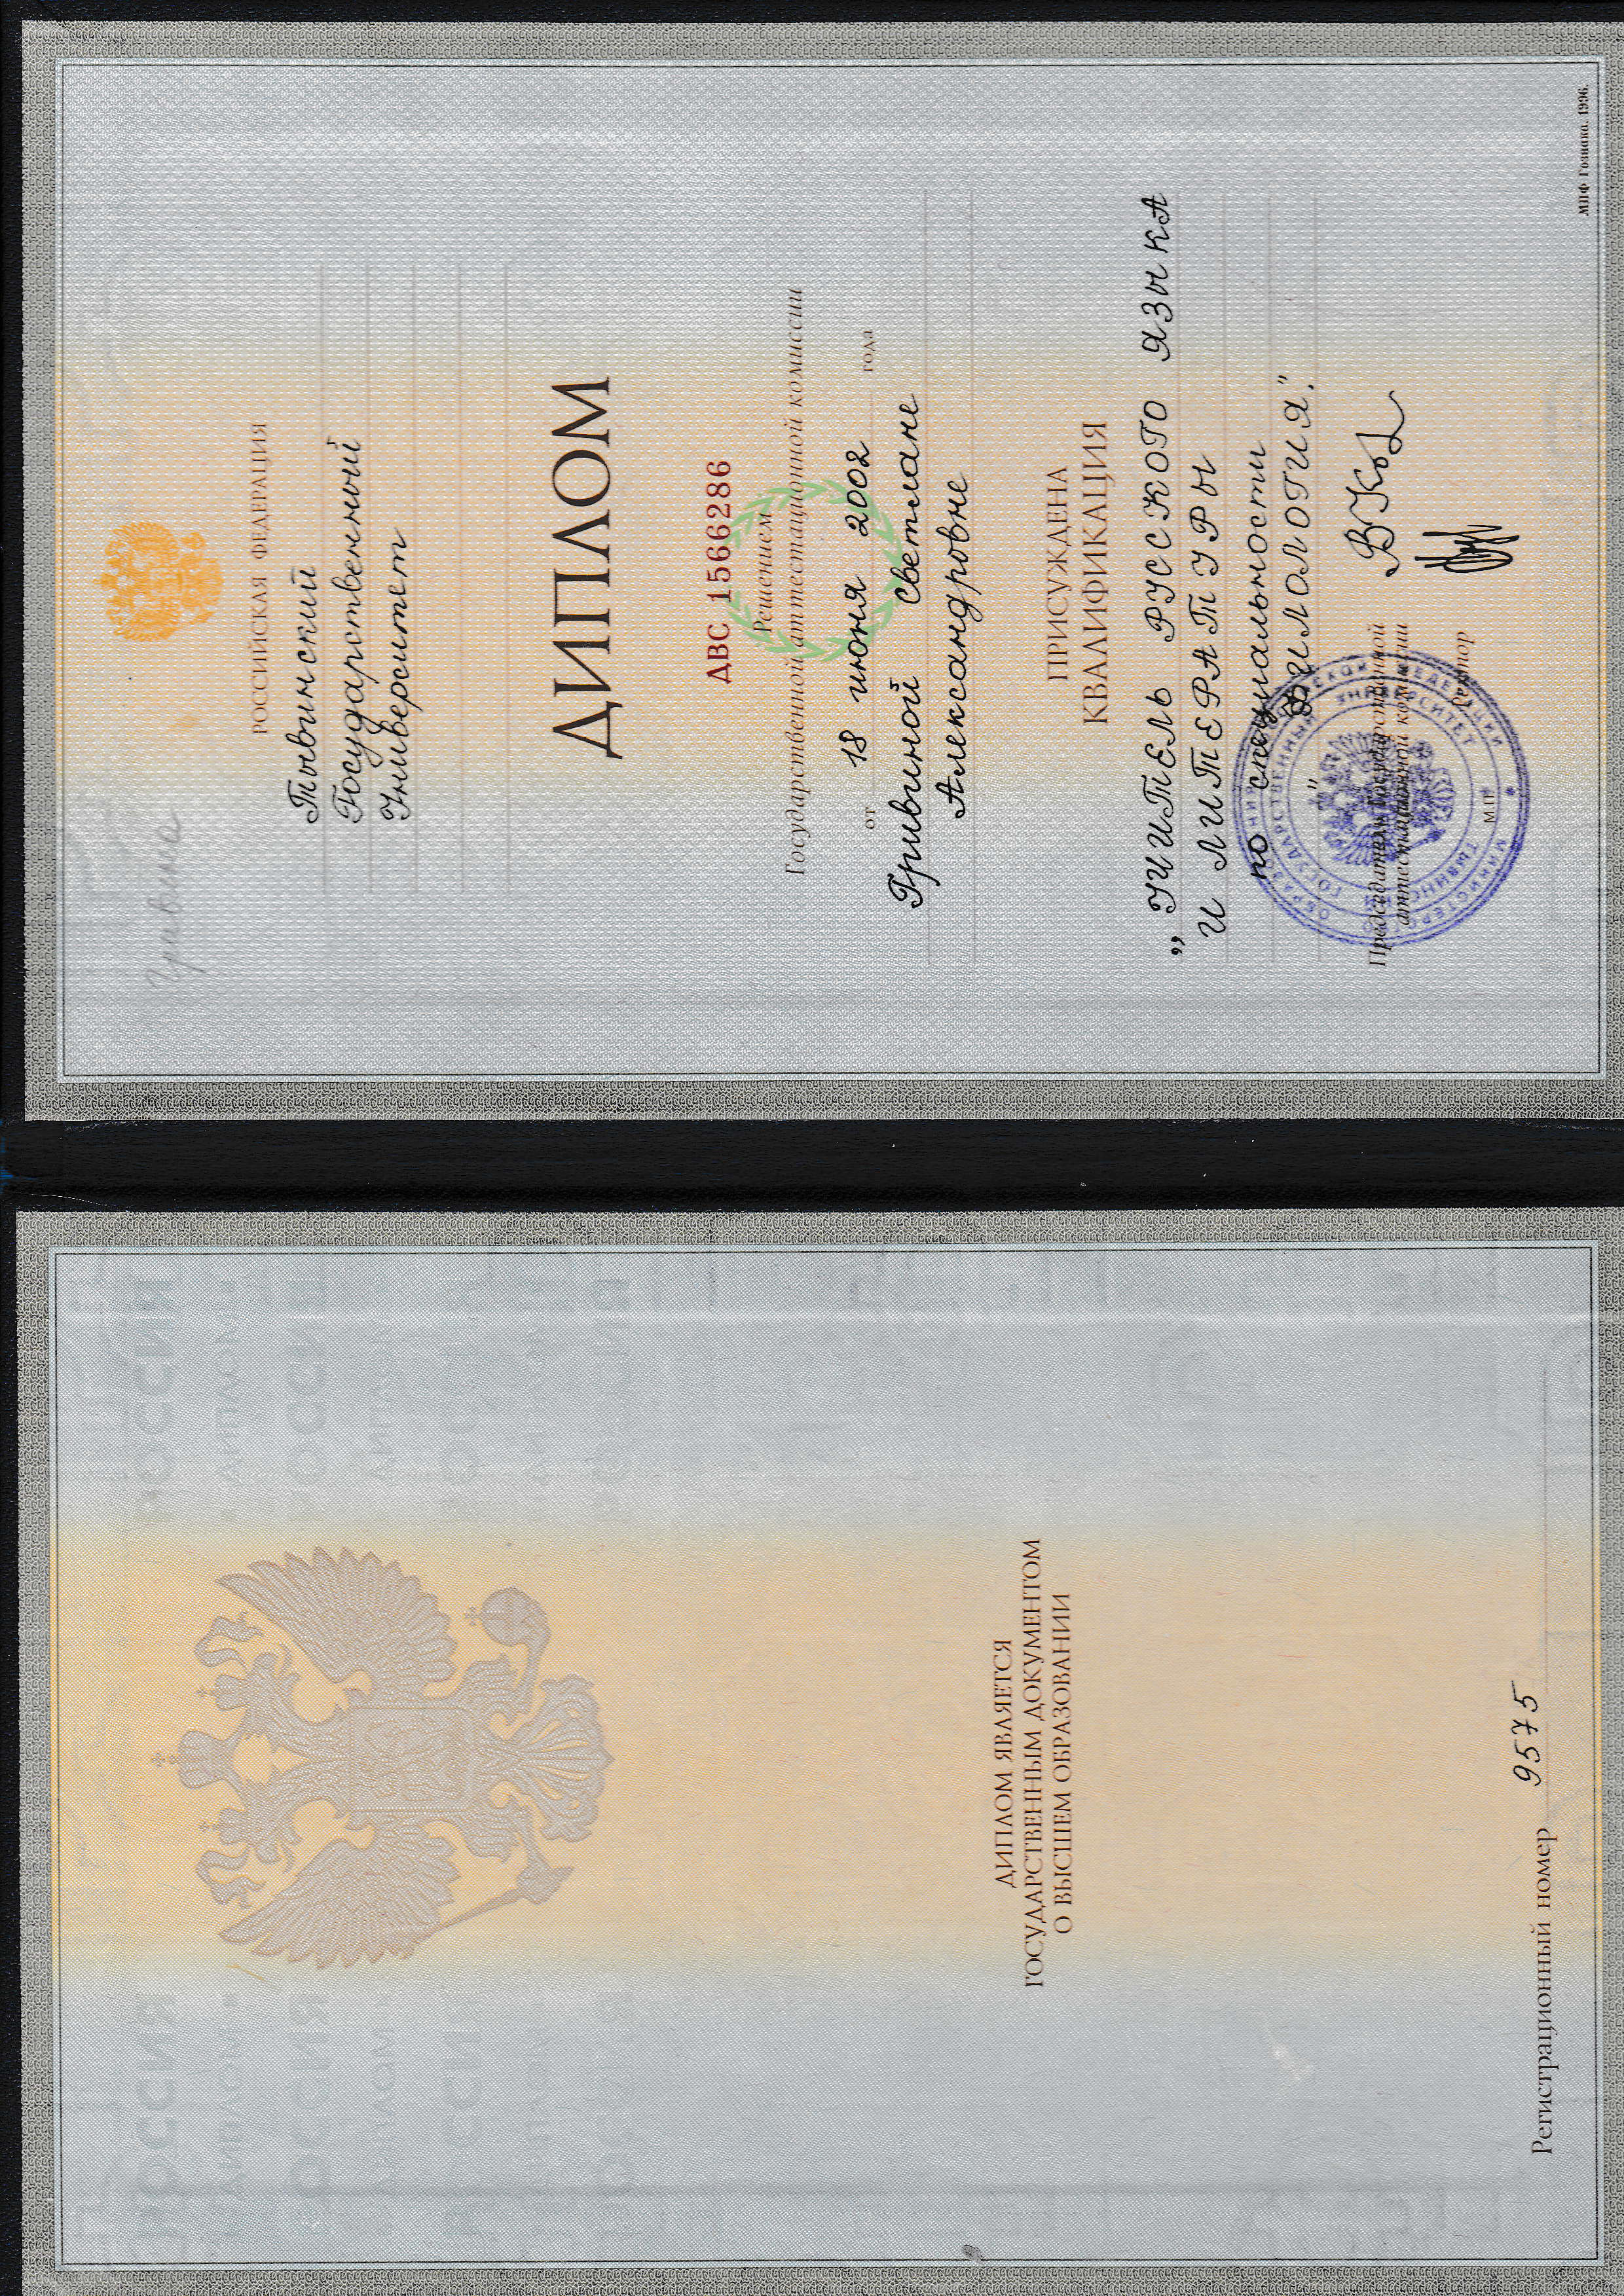 ДИПЛОМ ЯВЛЯЕТСЯ
ГОСУДАРСТВЕННЫМ ДОКУМЕНТОМ
О ВЫСШЕМ ОБРАЗОВАНИИ
Регистрационный номер 9575
Гривина
РОССИЙСКАЯ ФЕДЕРАЦИЯ
Тывинский
Государственный
Университет
ДИПЛОМ
ДВС 1566286
Решением
Государственной аттестационной комиссии
от 18 июня 2002 года
Гривиной Светлане
Александровне
ПРИСУЖДЕНА
КВАЛИФИКАЦИЯ
„УЧИТЕЛЬ РУССКОГО ЯЗЫКА
И ЛИТЕРАТУРЫ
по специальности
"ФИЛОЛОГИЯ".
Председатель Государственной
аттестационной комиссии
Ректор
МП
МПФ Гознака. 1996.